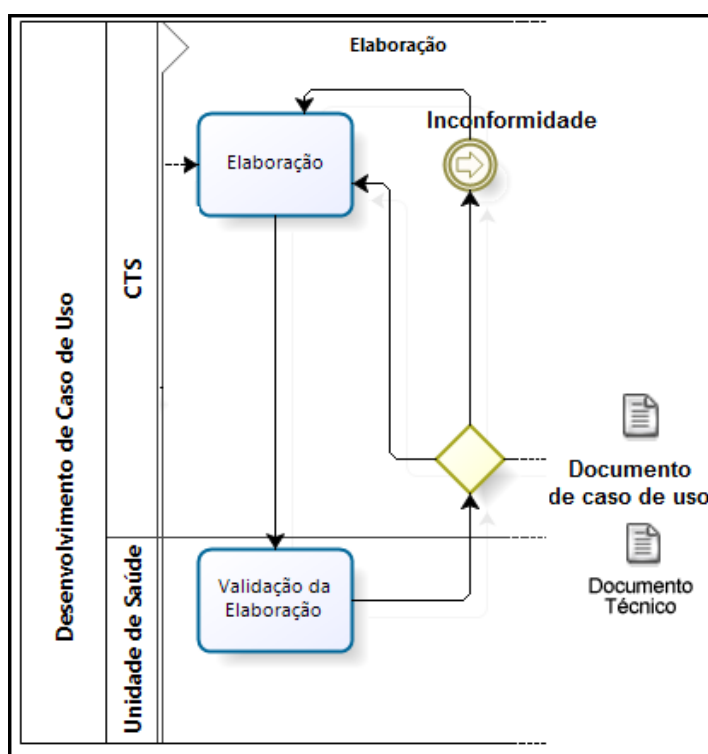 Desenvolvimento de Caso de Uso
CTS
Unidade de Saúde
Elaboração
Inconformidade
Elaboração
Documento
de caso de uso
Validação da
Elaboração
Documento
Técnico